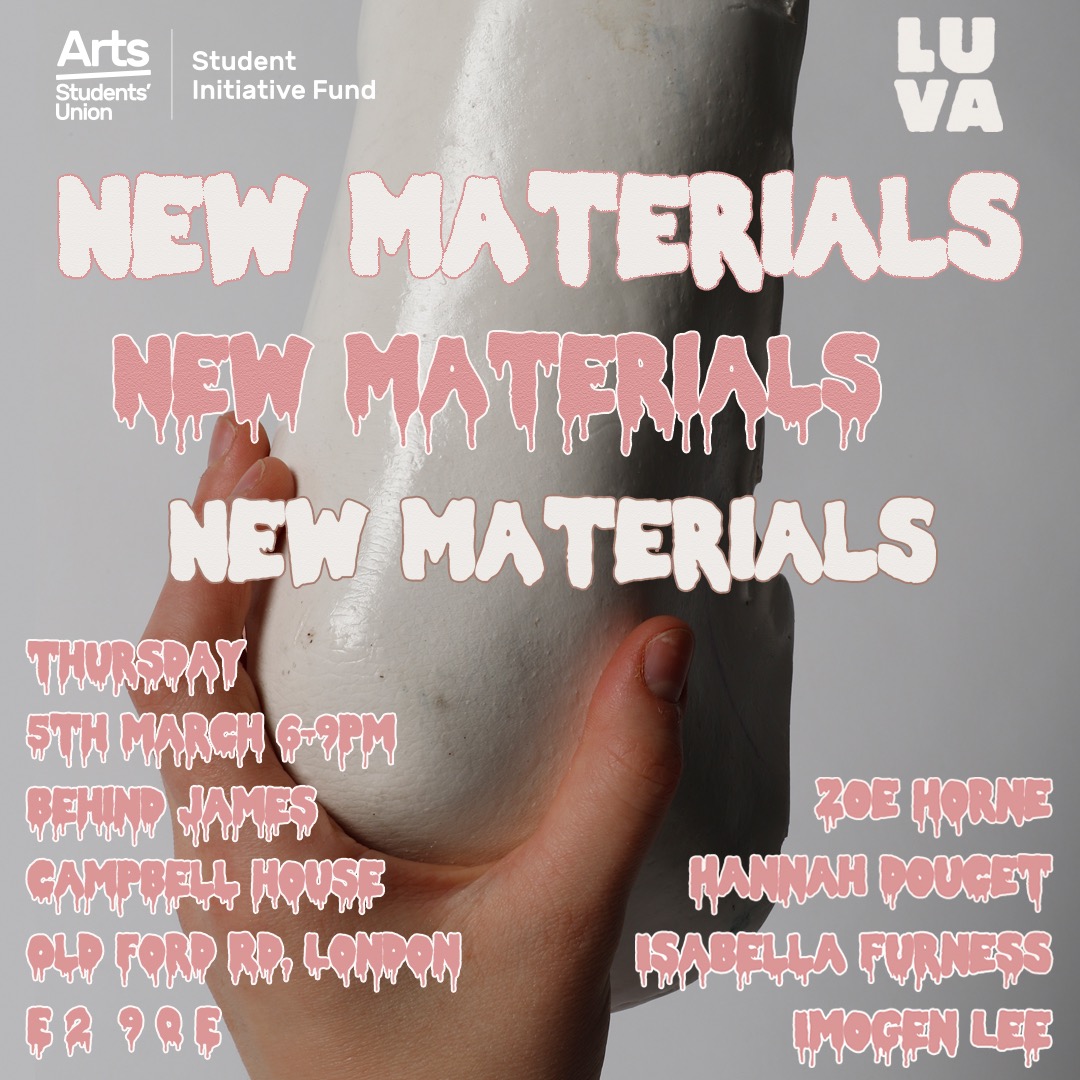 Arts
Students'
Union
Student
Initiative Fund
LU
VA
NEW MATERIALS
NEW MATERIALS
NEW MATERIALS
THURSDAY
5TH MARCH 6-9PM
BEHIND JAMES
CAMPBELL HOUSE
OLD FORD RD, LONDON
E2 9QE
ZOE HORNE
HANNAH DOUCET
ISABELLA FURNESS
IMOGEN LEE